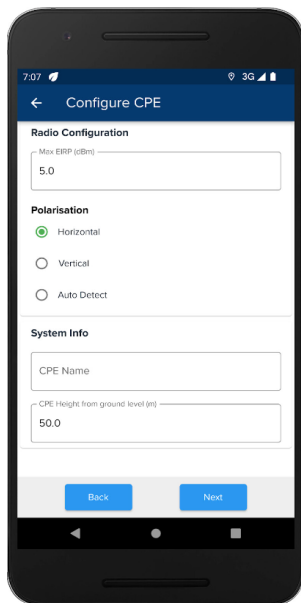 7:07 3G
Configure CPE
Radio Configuration
Max EIRP (dBm)
5.0
Polarisation
Horizontal
Vertical
Auto Detect
System Info
CPE Name
CPE Height from ground level (m)
50.0
Back Next